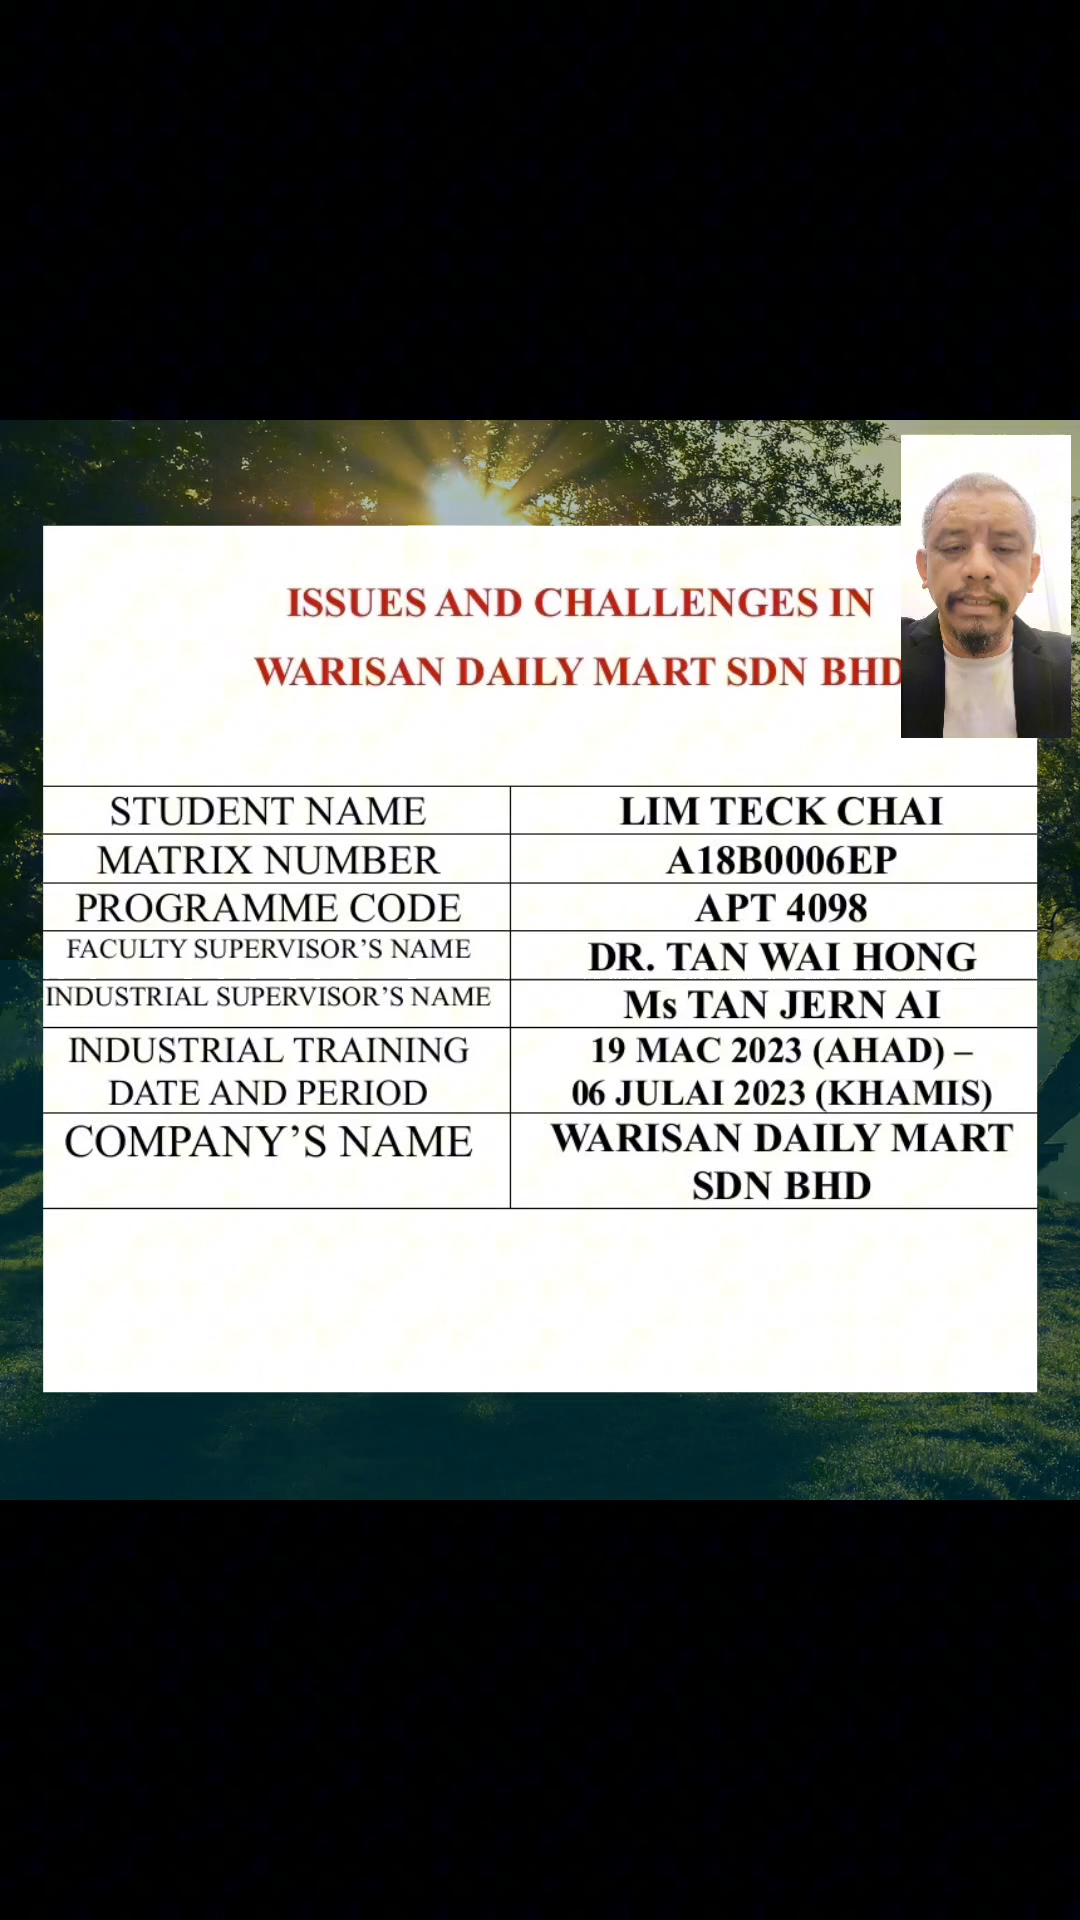 ISSUES AND CHALLENGES IN
WARISAN DAILY MART SDN BHD
STUDENT NAME
LIM TECK CHAI
MATRIX NUMBER
A18B0006EP
PROGRAMME CODE
APT 4098
FACULTY SUPERVISOR’S NAME
DR. TAN WAI HONG
INDUSTRIAL SUPERVISOR’S NAME
Ms TAN JERN AI
INDUSTRIAL TRAINING
DATE AND PERIOD
19 MAC 2023 (AHAD) –
06 JULAI 2023 (KHAMIS)
COMPANY’S NAME
WARISAN DAILY MART
SDN BHD